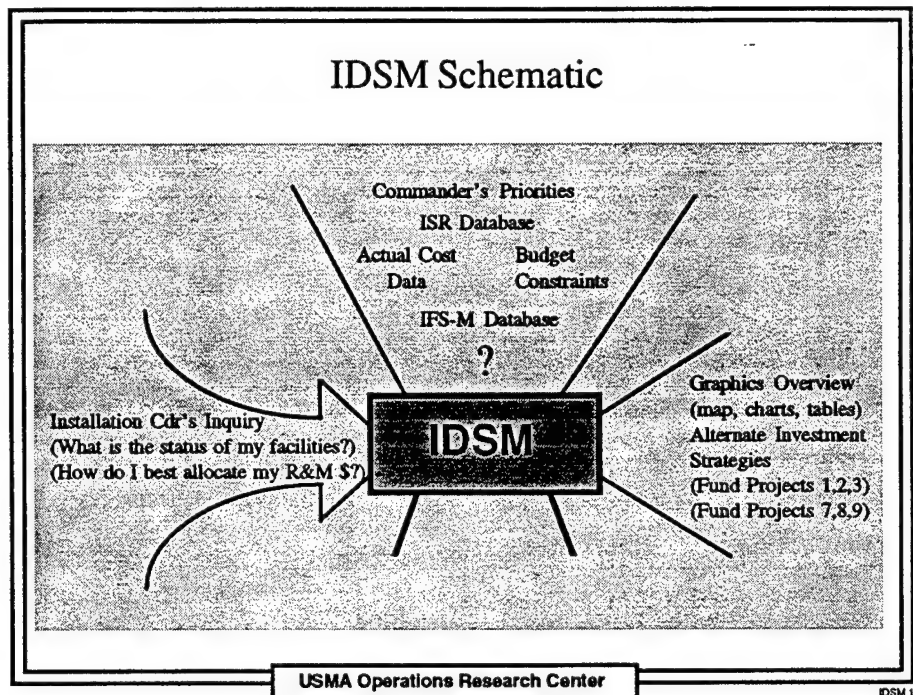 IDSM Schematic
Commander's Priorities
ISR Database
Actual Cost Data
Budget Constraints
IFS-M Database
?
Installation Cdr's Inquiry
(What is the status of my facilities?)
(How do I best allocate my R&M $?)
IDSM
Graphics Overview
(map, charts, tables)
Alternate Investment
Strategies
(Fund Projects 1,2,3)
(Fund Projects 7,8,9)
USMA Operations Research Center